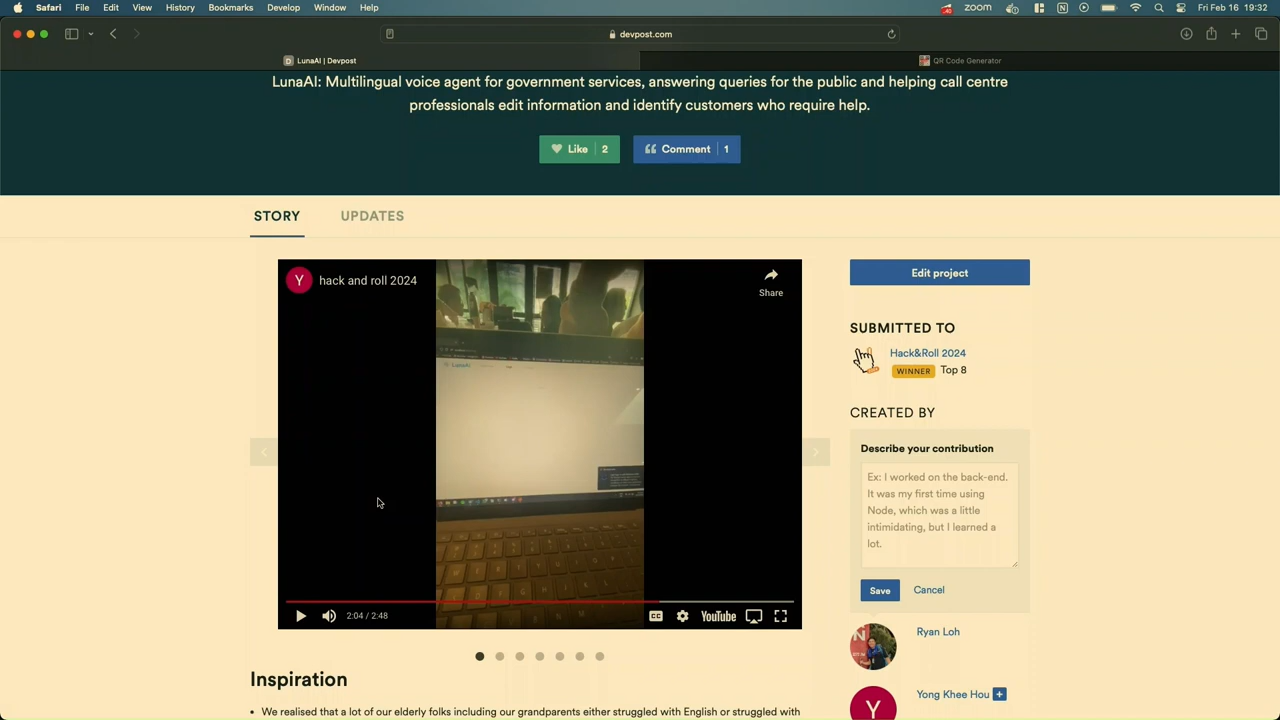 Safari File Edit View History Bookmarks Develop Window Help
zoom Fri Feb 16 19:32
devpost.com
LunaAI | Devpost
QR Code Generator
LunaAI: Multilingual voice agent for government services, answering queries for the public and helping call centre
professionals edit information and identify customers who require help.
Like 2
Comment 1
STORY
UPDATES
Y hack and roll 2024
Share
LunaAI
2:04 / 2:48
CC
YouTube
Edit project
SUBMITTED TO
Hack&Roll 2024
WINNER Top 8
CREATED BY
Describe your contribution
Ex: I worked on the back-end.
It was my first time using
Node, which was a little
intimidating, but I learned a
lot.
Save Cancel
Ryan Loh
Yong Khee Hou +
Y
Inspiration
• We realised that a lot of our elderly folks including our grandparents either struggled with English or struggled with